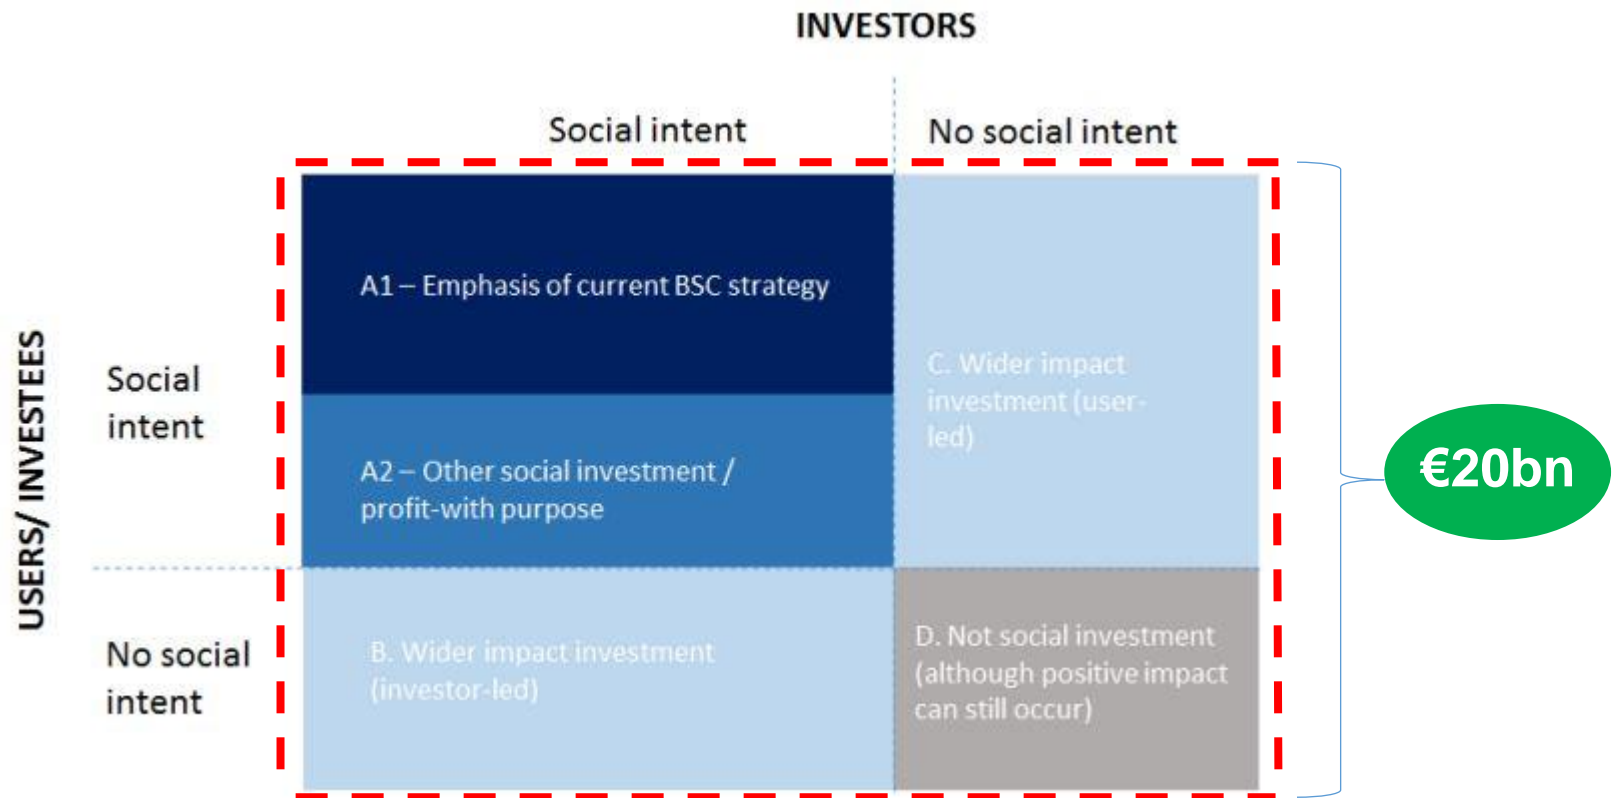 INVESTORS
Social intent
No social intent
USERS/ INVESTEES
Social
intent
No social
intent
A1 – Emphasis of current BSC strategy
A2 – Other social investment /
profit-with purpose
C. Wider impact
investment (user-
led)
B. Wider impact investment
(investor-led)
D. Not social investment
(although positive impact
can still occur)
€20bn